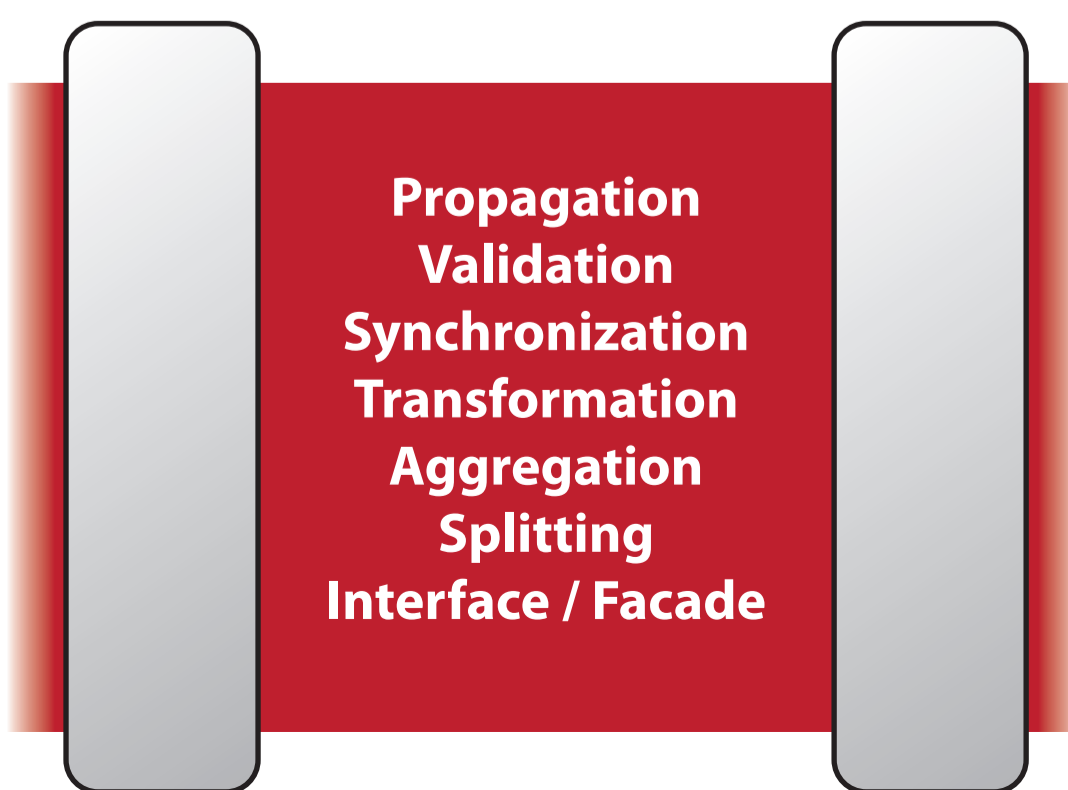 Propagation
Validation
Synchronization
Transformation
Aggregation
Splitting
Interface / Facade